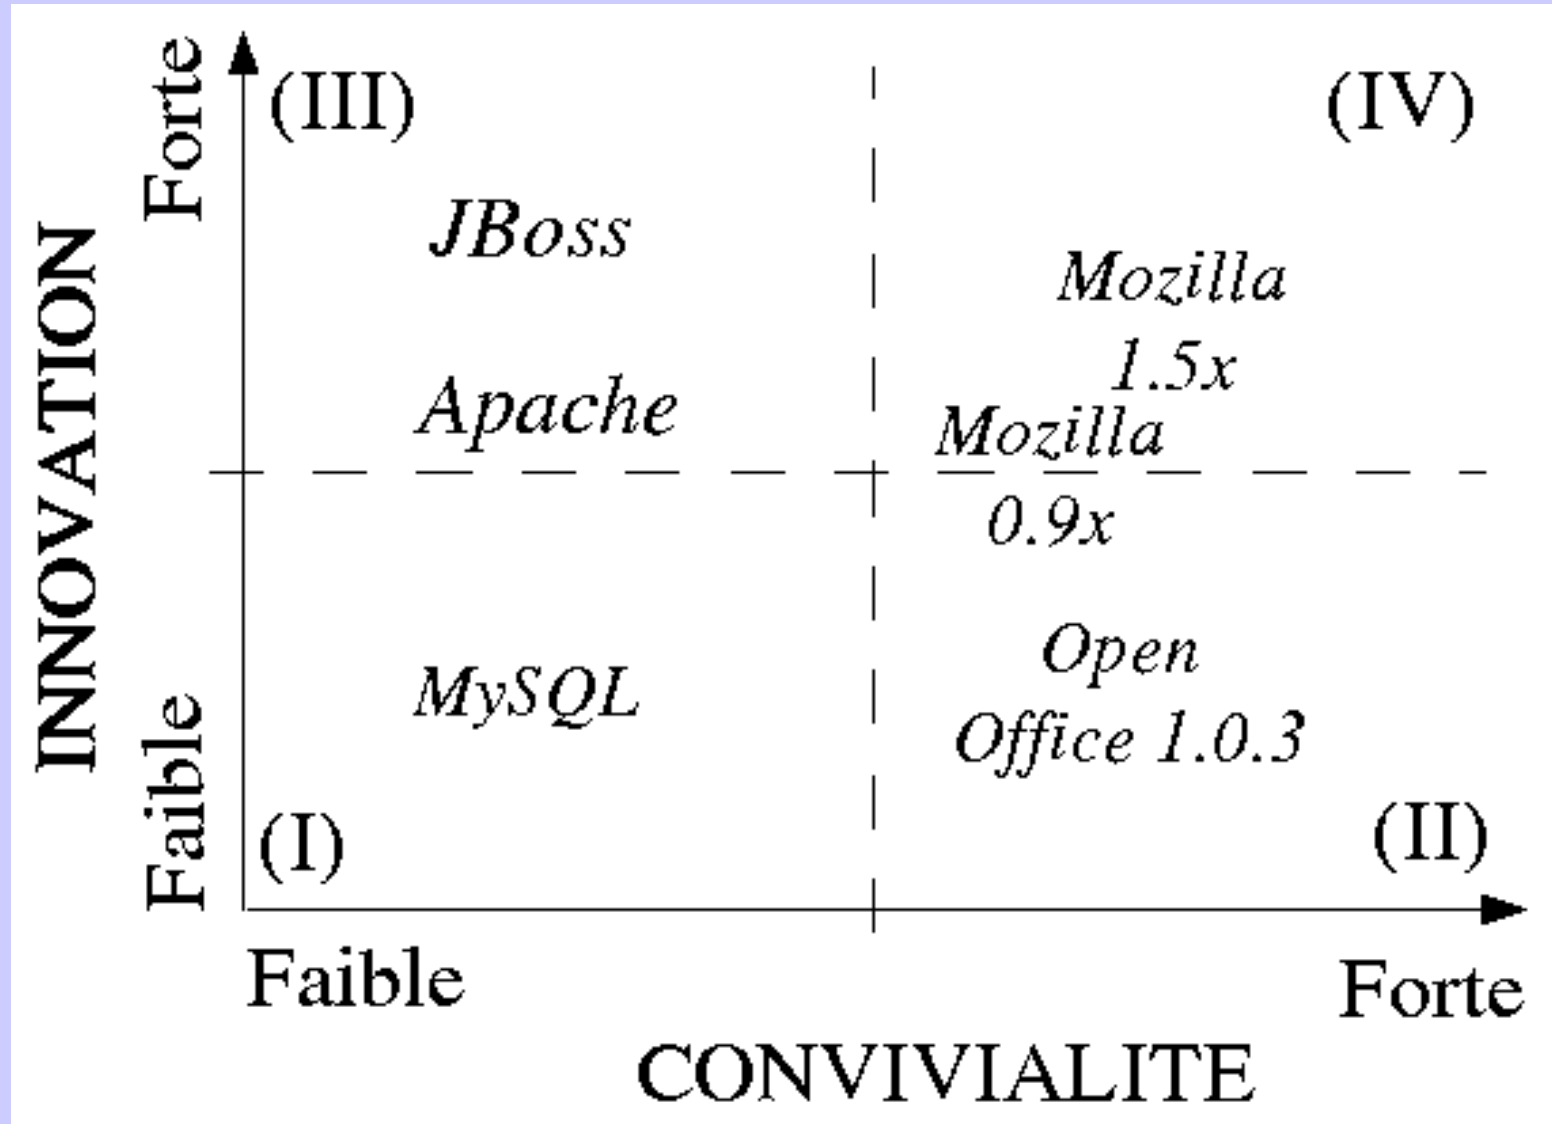 Forte
(III)
(IV)
JBoss
Mozilla
1.5x
Apache
Mozilla
0.9x
INNOVATION
MySQL
Open
Office 1.0.3
Faible
(I)
(II)
Faible
Forte
CONVIVIALITE